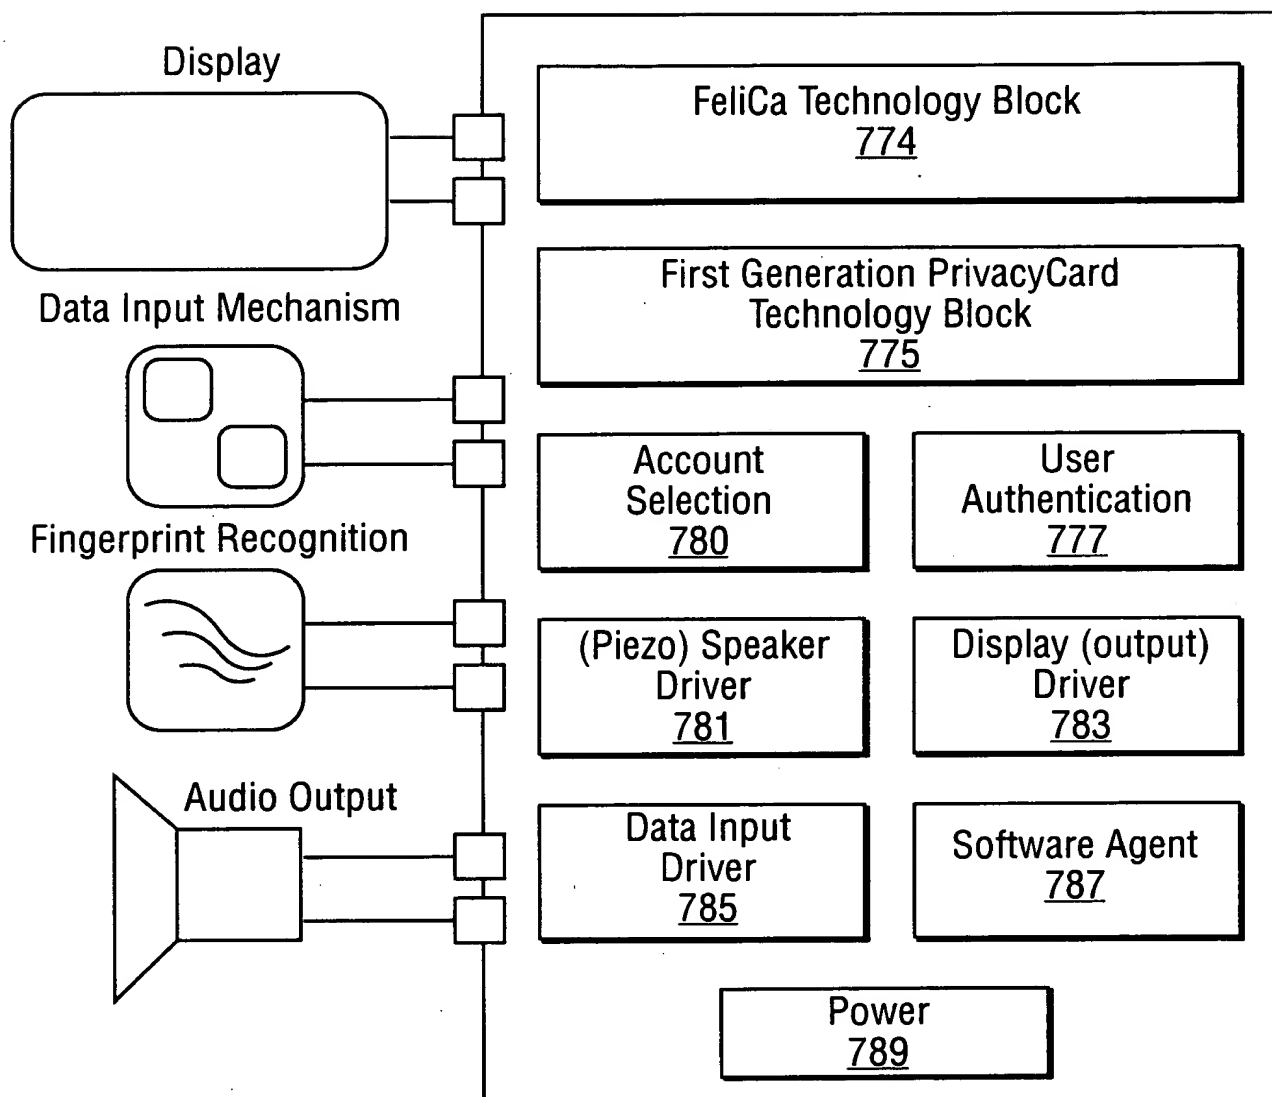 Display
FeliCa Technology Block
774
First Generation PrivacyCard
Technology Block
775
Data Input Mechanism
Account
Selection
780
User
Authentication
777
Fingerprint Recognition
(Piezo) Speaker
Driver
781
Display (output)
Driver
783
Audio Output
Data Input
Driver
785
Software Agent
787
Power
789